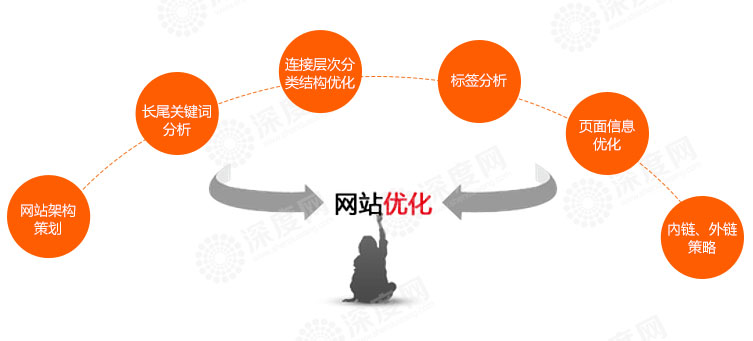 连接层次分
类结构优化
标签分析
长尾关键词
分析
页面信息
优化
网站架构
策划
网站优化
内链、外链
策略
深度网
深度网
深度网
深度网
深度网